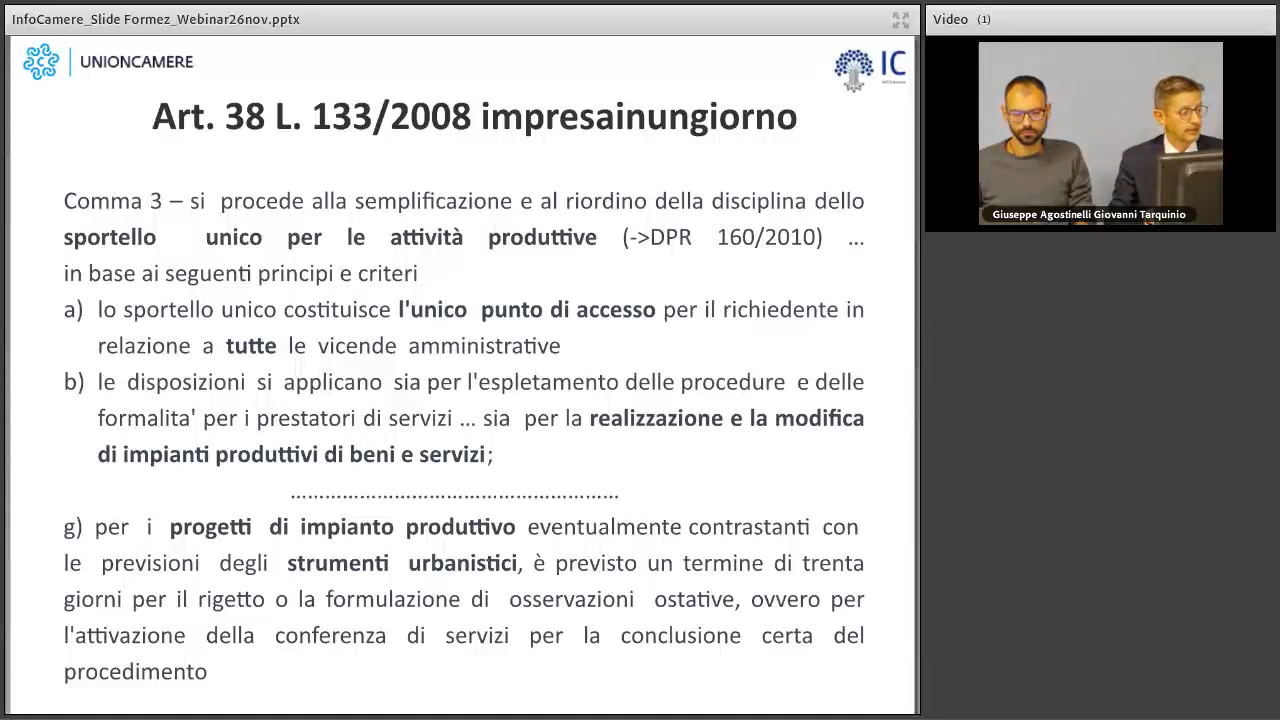 InfoCamere_Slide Formez_Webinar26nov.pptx
Video (1)
UNIONCAMERE
IC
InfoCamere
Art. 38 L. 133/2008 impresainungiorno
Giuseppe Agostinelli Giovanni Tarquinio
Comma 3 – si procede alla semplificazione e al riordino della disciplina dello
sportello unico per le attività produttive (->DPR 160/2010) ...
in base ai seguenti principi e criteri
a) lo sportello unico costituisce l'unico punto di accesso per il richiedente in
relazione a tutte le vicende amministrative
b) le disposizioni si applicano sia per l'espletamento delle procedure e delle
formalita' per i prestatori di servizi ... sia per la realizzazione e la modifica
di impianti produttivi di beni e servizi;
.........................................................
g) per i progetti di impianto produttivo eventualmente contrastanti con
le previsioni degli strumenti urbanistici, è previsto un termine di trenta
giorni per il rigetto o la formulazione di osservazioni ostative, ovvero per
l'attivazione della conferenza di servizi per la conclusione certa del
procedimento